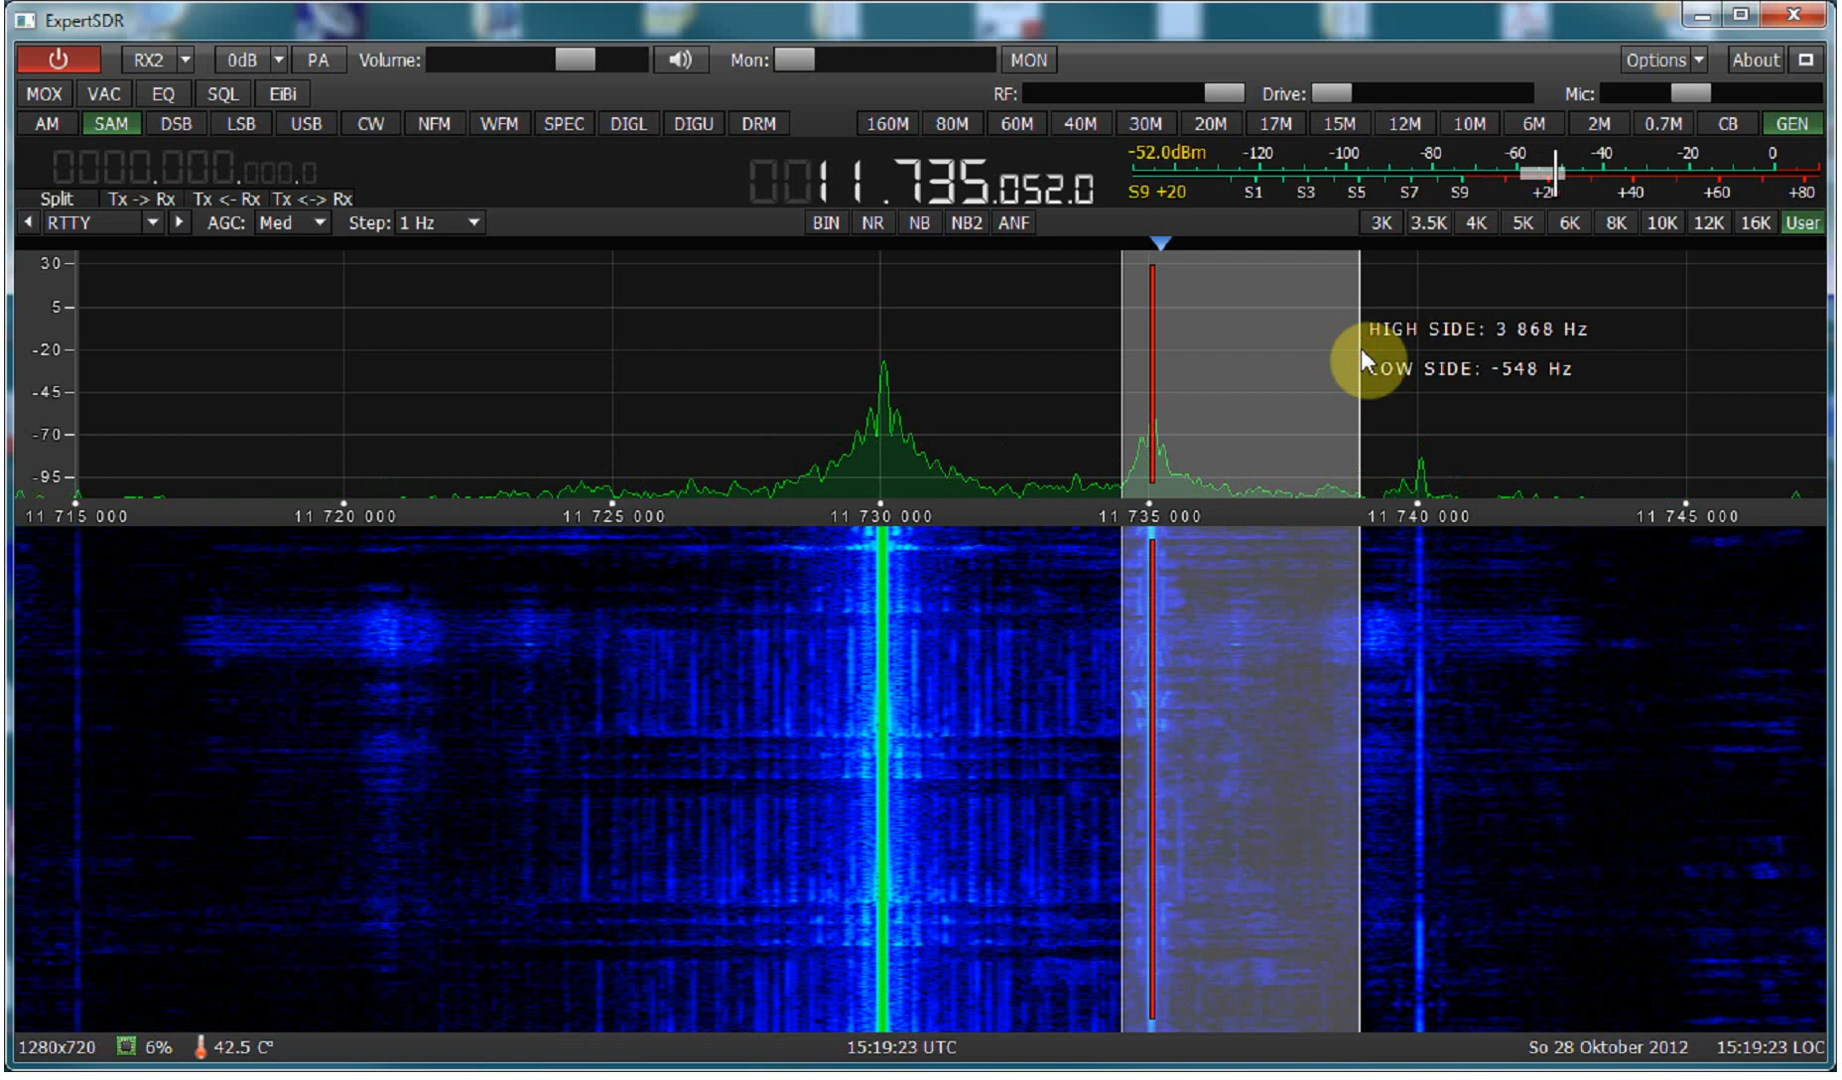 ExpertSDR
RX2 0dB PA Volume: Mon: MON Options About
MOX VAC EQ SQL EiBi RF: Drive: Mic:
AM SAM DSB LSB USB CW NFM WFM SPEC DIGL DIGU DRM 160M 80M 60M 40M 30M 20M 17M 15M 12M 10M 6M 2M 0.7M CB GEN
0000.000.000.0 0011.735.052.0 -52.0dBm -120 -100 -80 -60 -40 -20 0
Split Tx -> Rx Tx <- Rx Tx <-> Rx S9 +20 S1 S3 S5 S7 S9 +20 +40 +60 +80
RTTY AGC: Med Step: 1 Hz BIN NR NB NB2 ANF 3K 3.5K 4K 5K 6K 8K 10K 12K 16K User
30
5
HIGH SIDE: 3 868 Hz
-20
LOW SIDE: -548 Hz
-45
-70
-95
11 715 000 11 720 000 11 725 000 11 730 000 11 735 000 11 740 000 11 745 000
1280x720 6% 42.5 C° 15:19:23 UTC So 28 Oktober 2012 15:19:23 LOC